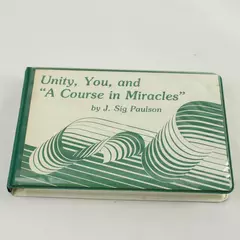 Unity, You, and
"A Course in Miracles"
by J. Sig Paulson